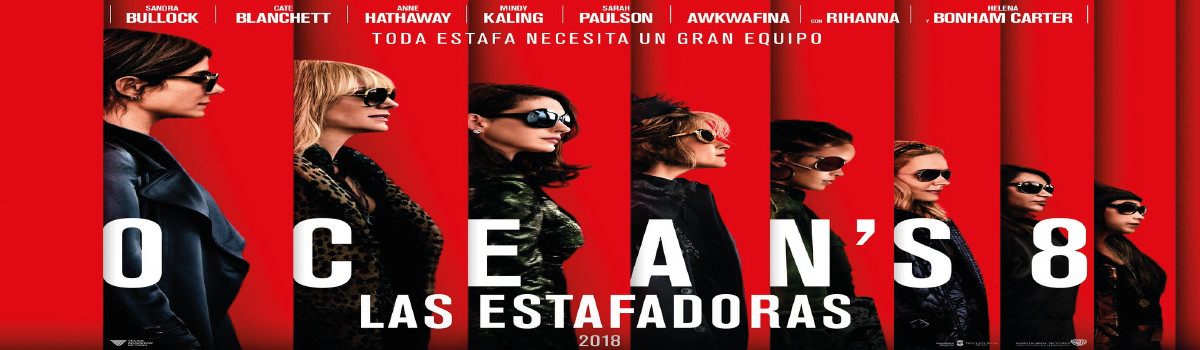 SANDRA BULLOCK
CATE BLANCHETT
ANNE HATHAWAY
MINDY KALING
SARAH PAULSON
AWKWAFINA
CON RIHANNA
Y HELENA BONHAM CARTER
TODA ESTAFA NECESITA UN GRAN EQUIPO
OCEAN'S 8
LAS ESTAFADORAS
2018